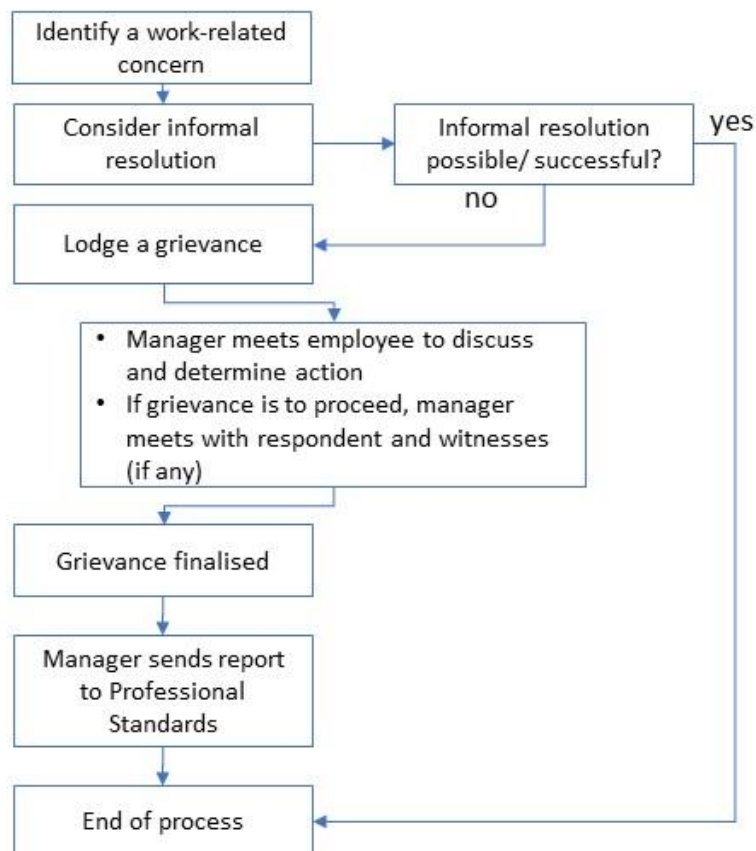 Identify a work-related
concern
Consider informal
resolution
Informal resolution
possible/ successful?
yes
no
Lodge a grievance
• Manager meets employee to discuss
and determine action
• If grievance is to proceed, manager
meets with respondent and witnesses
(if any)
Grievance finalised
Manager sends report
to Professional
Standards
End of process